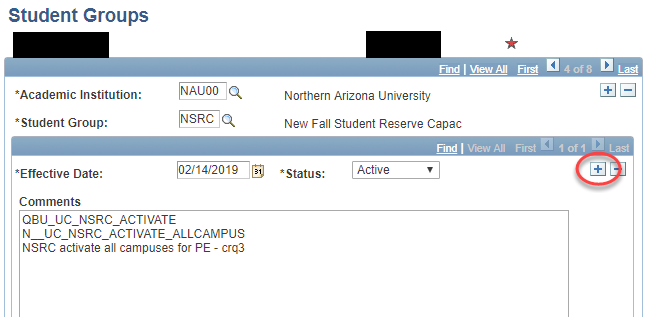 Student Groups
Find | View All First 4 of 8 Last
*Academic Institution: NAU00 Northern Arizona University
*Student Group: NSRC New Fall Student Reserve Capac
Find | View All First 1 of 1 Last
*Effective Date: 02/14/2019 31 *Status: Active
Comments
QBU_UC_NSRC_ACTIVATE
N__UC_NSRC_ACTIVATE_ALLCAMPUS
NSRC activate all campuses for PE - crq3